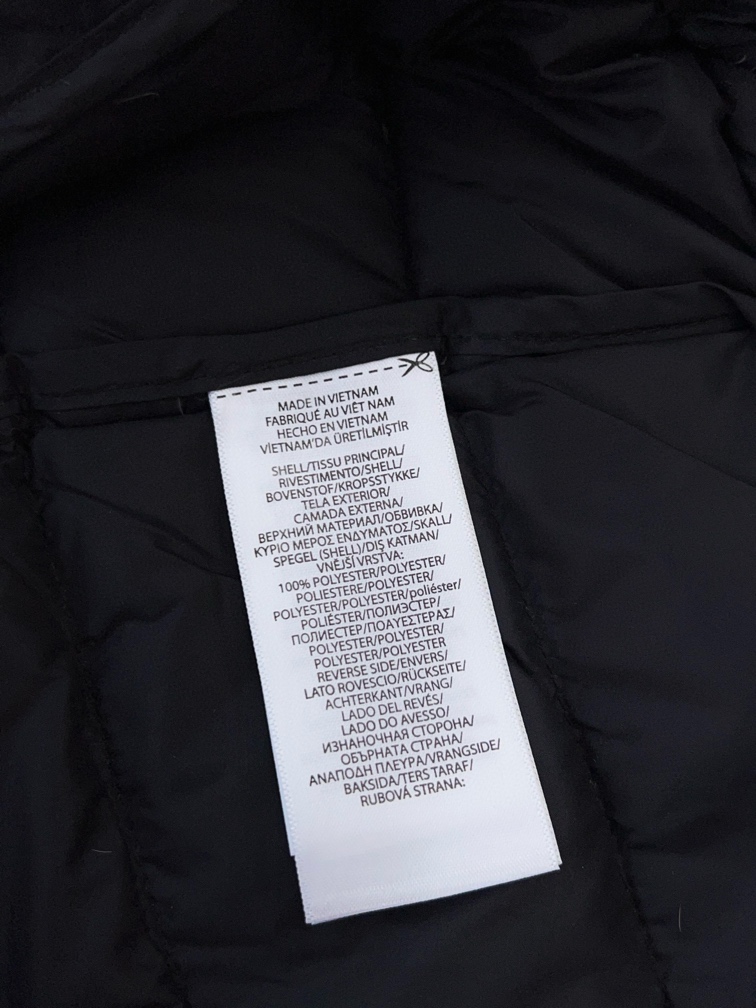 MADE IN VIETNAM
FABRIQUÉ AU VIÊT NAM
HECHO EN VIETNAM
VİETNAM'DA ÜRETİLMİŞTİR
SHELL/TISSU PRINCIPAL/
RIVESTIMENTO/SHELL/
BOVENSTOF/KROPSSTYKKE/
TELA EXTERIOR/
CAMADA EXTERNA/
ВЕРХНИЙ МАТЕРИАЛ/ОБВИВКА/
ΚΥΡΙΟ ΜΕΡΟΣ ΕΝΔΥΜΑΤΟΣ/SKALL/
SPEGEL (SHELL)/DIŞ KATMAN/
VNĚJŠÍ VRSTVA:
100% POLYESTER/POLYESTER/
POLIESTERE/POLYESTER/
POLYESTER/POLYESTER/poliéster/
POLIÉSTER/ПОЛИЭСТЕР/
ПОЛИЕСТЕР/ΠΟΛΥΕΣΤΕΡΑΣ/
POLYESTER/POLYESTER/
POLYESTER/POLYESTER
REVERSE SIDE/ENVERS/
LATO ROVESCIO/RÜCKSEITE/
ACHTERKANT/VRANG/
LADO DEL REVÉS/
LADO DO AVESSO/
ИЗНАНОЧНАЯ СТОРОНА/
ОБЪРНАТА СТРАНА/
ΑΝΑΠΟΔΗ ΠΛΕΥΡΑ/VRANGSIDE/
BAKSIDA/TERS TARAF/
RUBOVÁ STRANA: